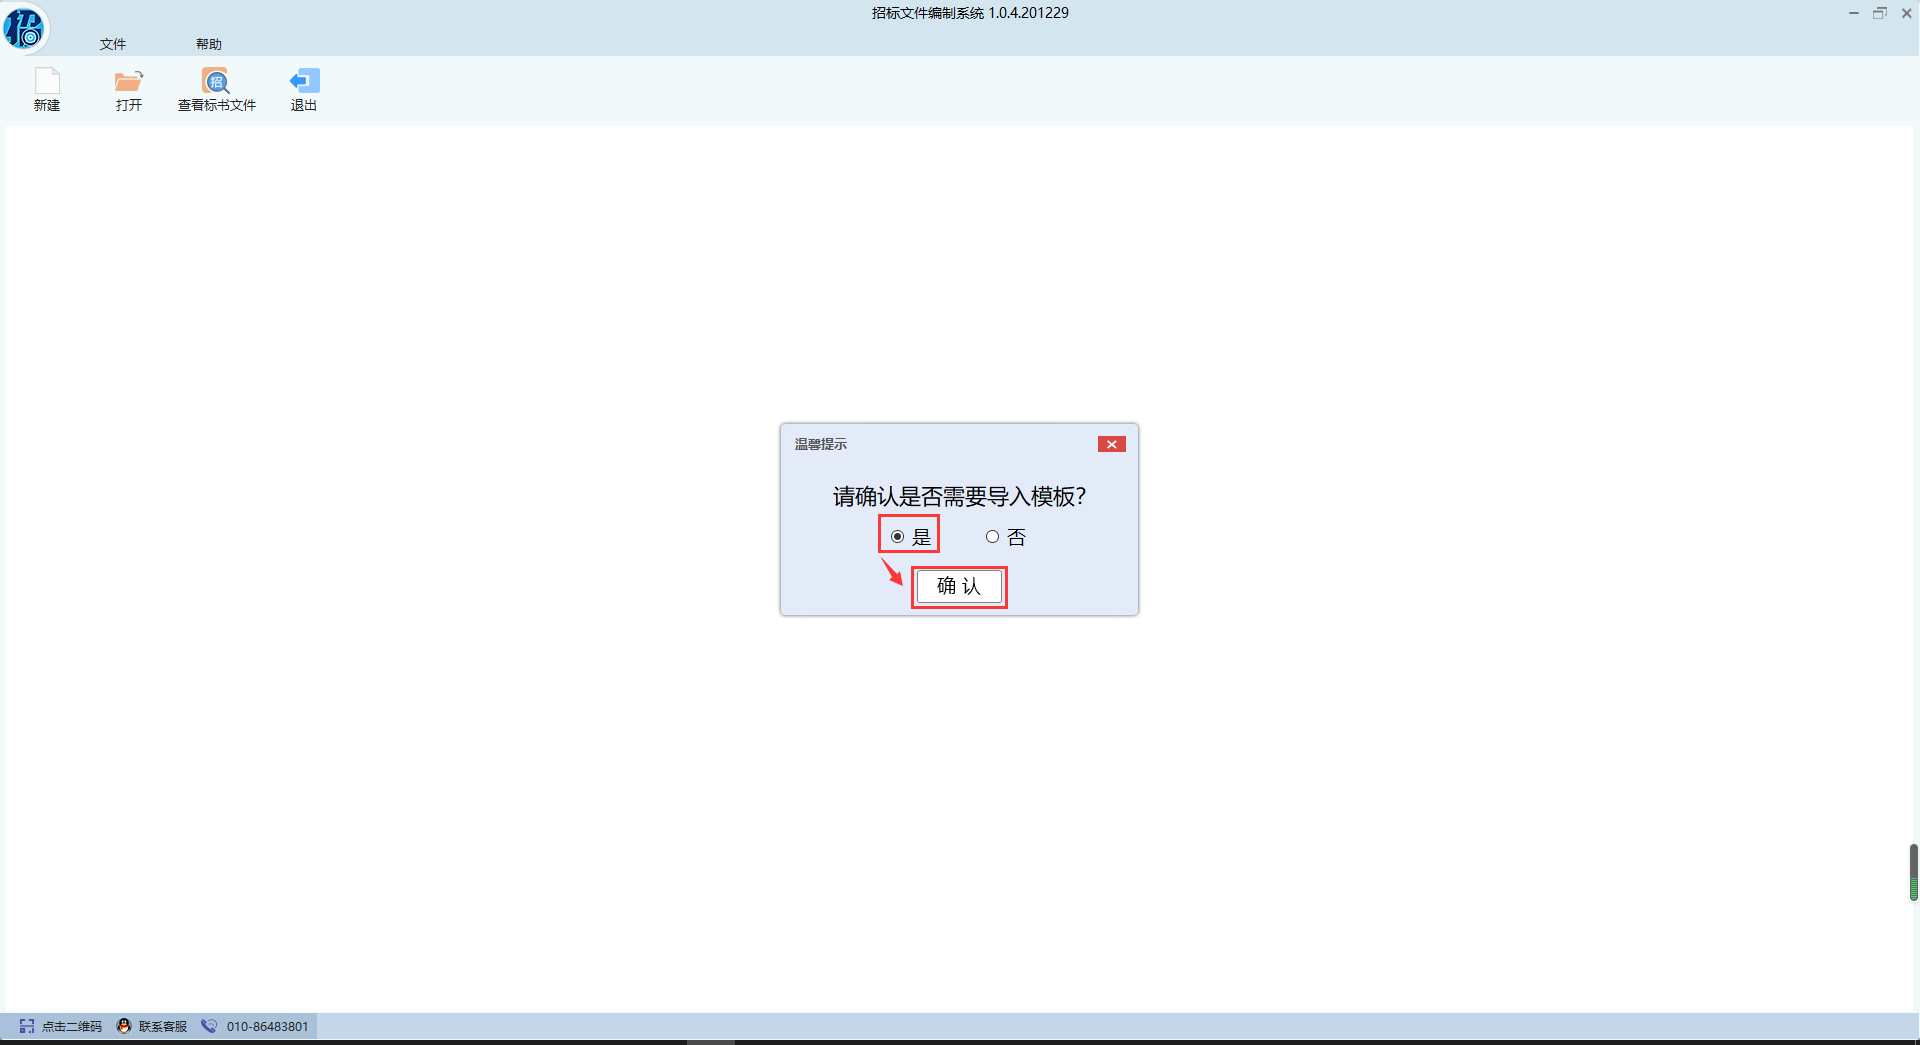 招标文件编制系统 1.0.4.201229
文件 帮助
新建 打开 查看标书文件 退出
招
温馨提示
请确认是否需要导入模板?
是 否
确 认
点击二维码 联系客服 010-86483801